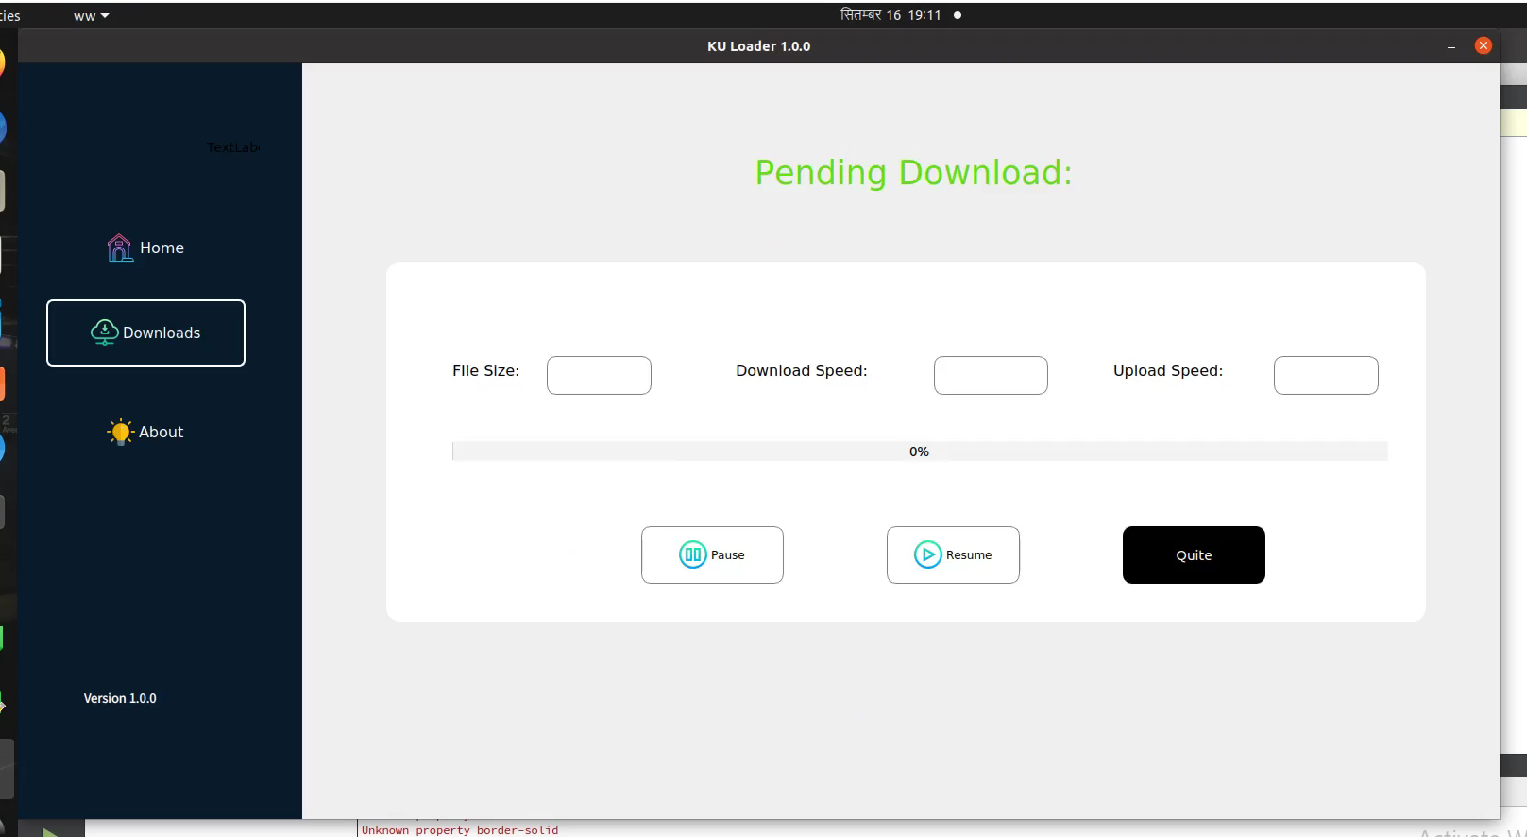 ies
ww
सितम्बर 16 19:11
KU Loader 1.0.0
TextLab
Pending Download:
Home
Downloads
About
File Size:
Download Speed:
Upload Speed:
0%
Pause
Resume
Quite
Version 1.0.0
Unknown property border-solid
Activate W